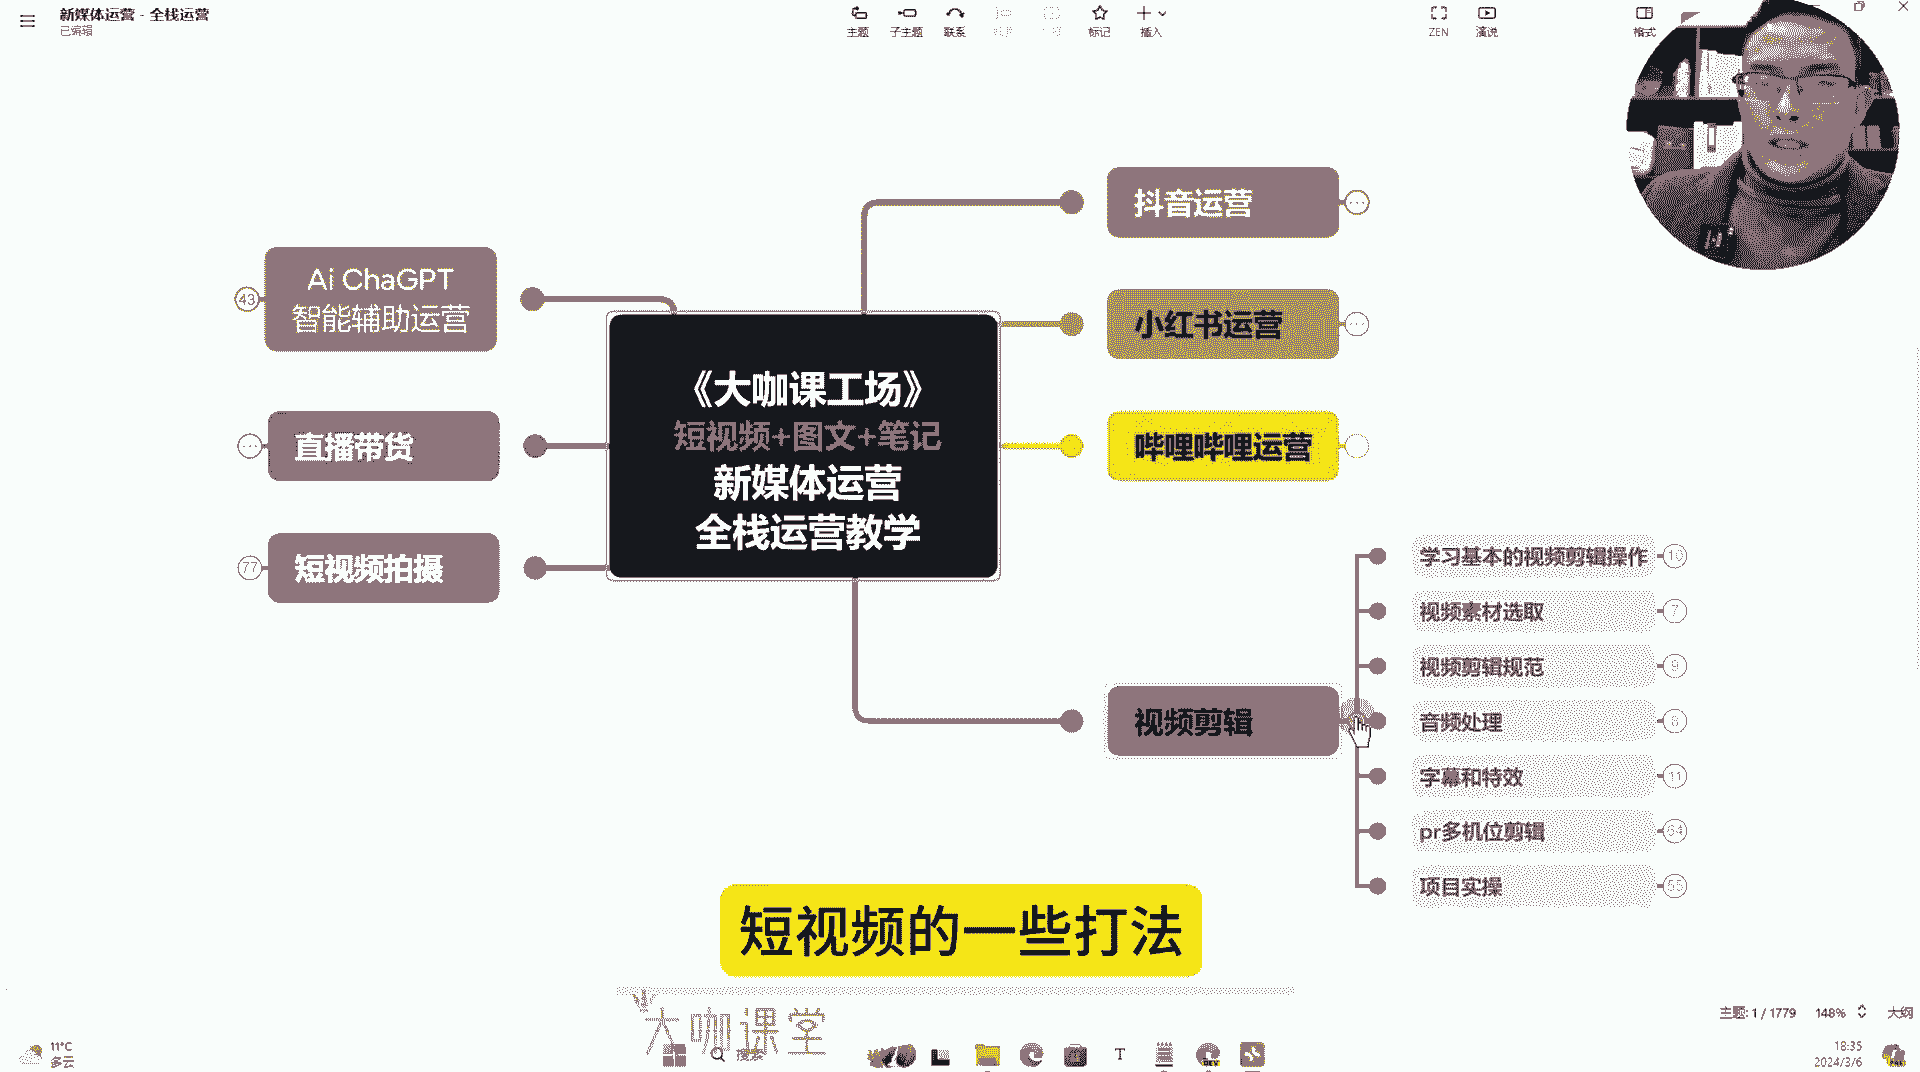 新媒体运营 - 全栈运营
已编辑
主题
子主题
联系
标记
插入
ZEN
演说
格式
抖音运营
Ai ChaGPT
智能辅助运营
43
小红书运营
《大咖课工场》
短视频+图文+笔记
新媒体运营
全栈运营教学
直播带货
哔哩哔哩运营
短视频拍摄
77
学习基本的视频剪辑操作
10
视频素材选取
7
视频剪辑规范
9
视频剪辑
音频处理
字幕和特效
11
pr多机位剪辑
64
项目实操
55
短视频的一些打法
大咖课堂
主题: 1 / 1779
148%
大纲
11°C
多云
搜索
T
DEV
18:35
2024/3/6